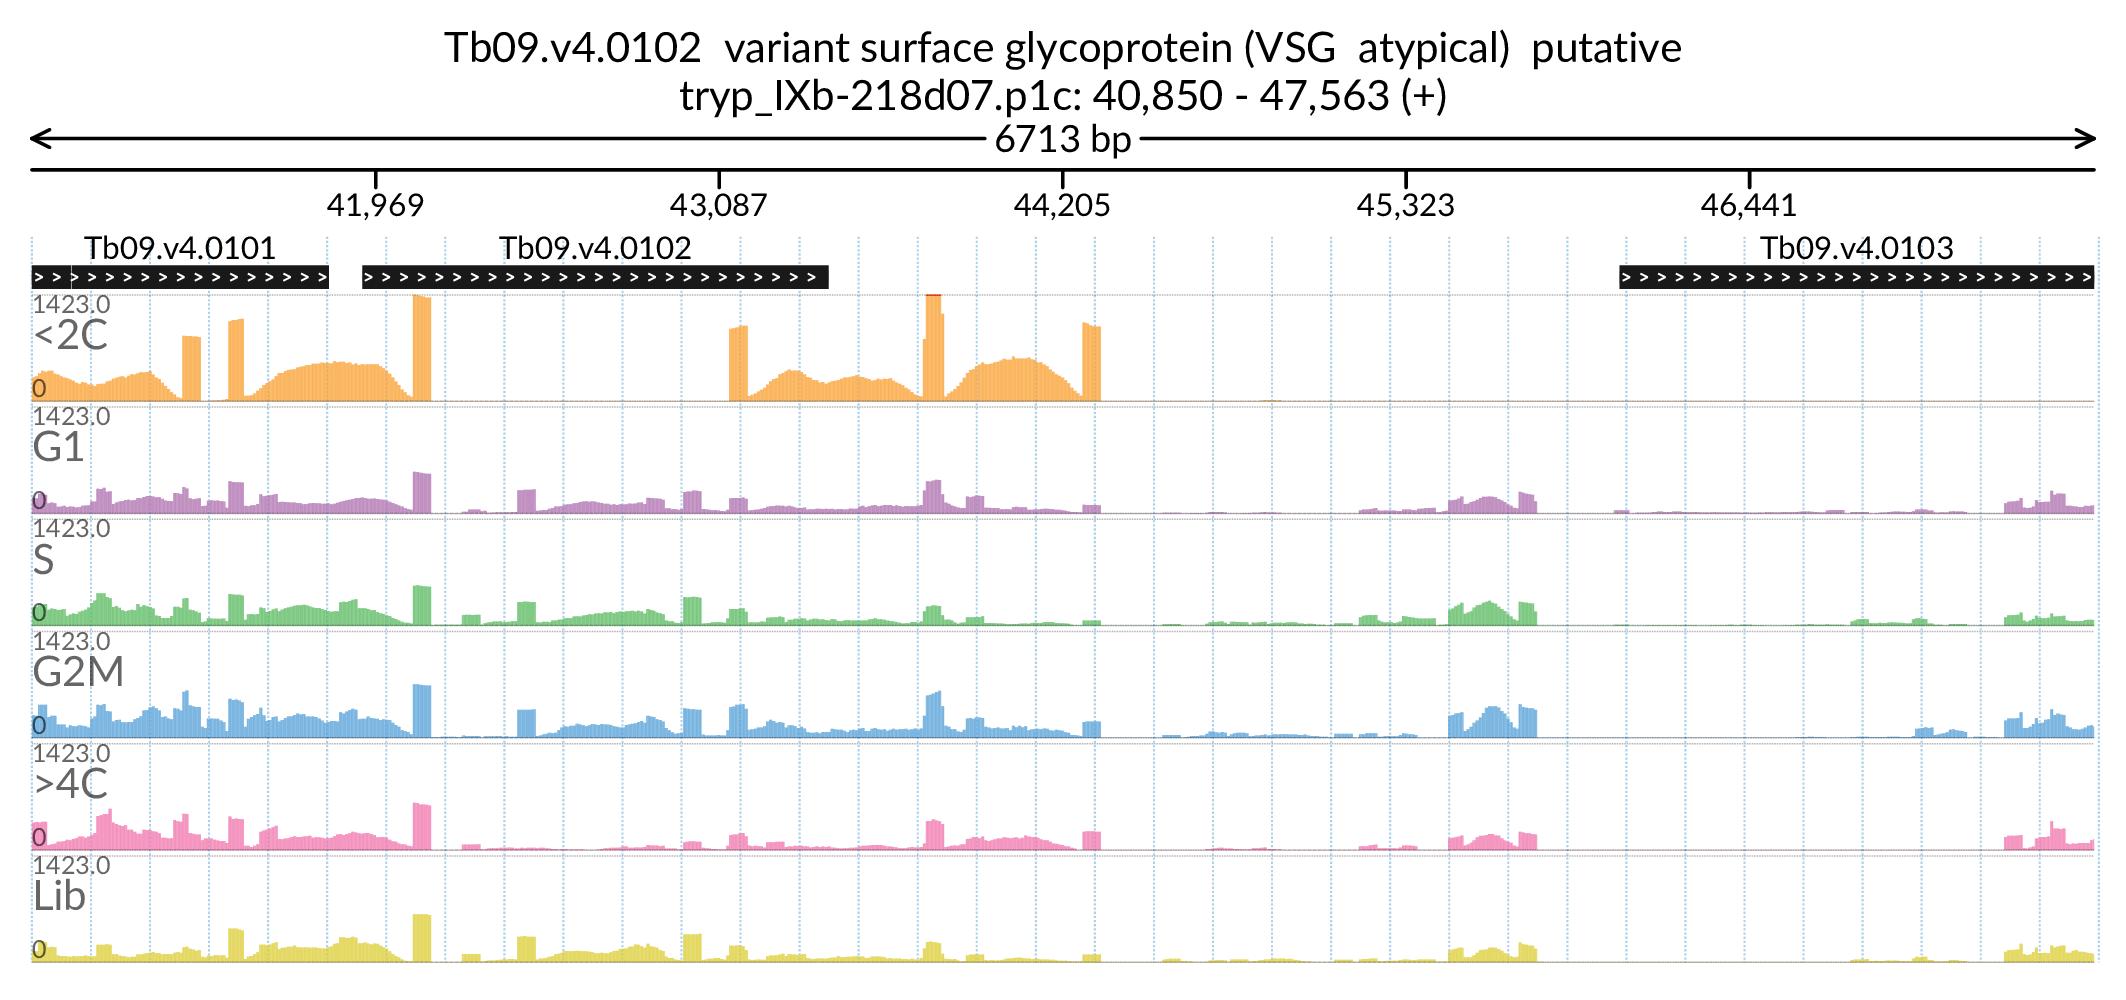 Tb09.v4.0102 variant surface glycoprotein (VSG atypical) putative
tryp_IXb-218d07.p1c: 40,850 - 47,563 (+)
6713 bp
41,969 43,087 44,205 45,323 46,441
Tb09.v4.0101 Tb09.v4.0102 Tb09.v4.0103
1423.0
<2C
0
1423.0
G1
0
1423.0
S
0
1423.0
G2M
0
1423.0
>4C
0
1423.0
Lib
0